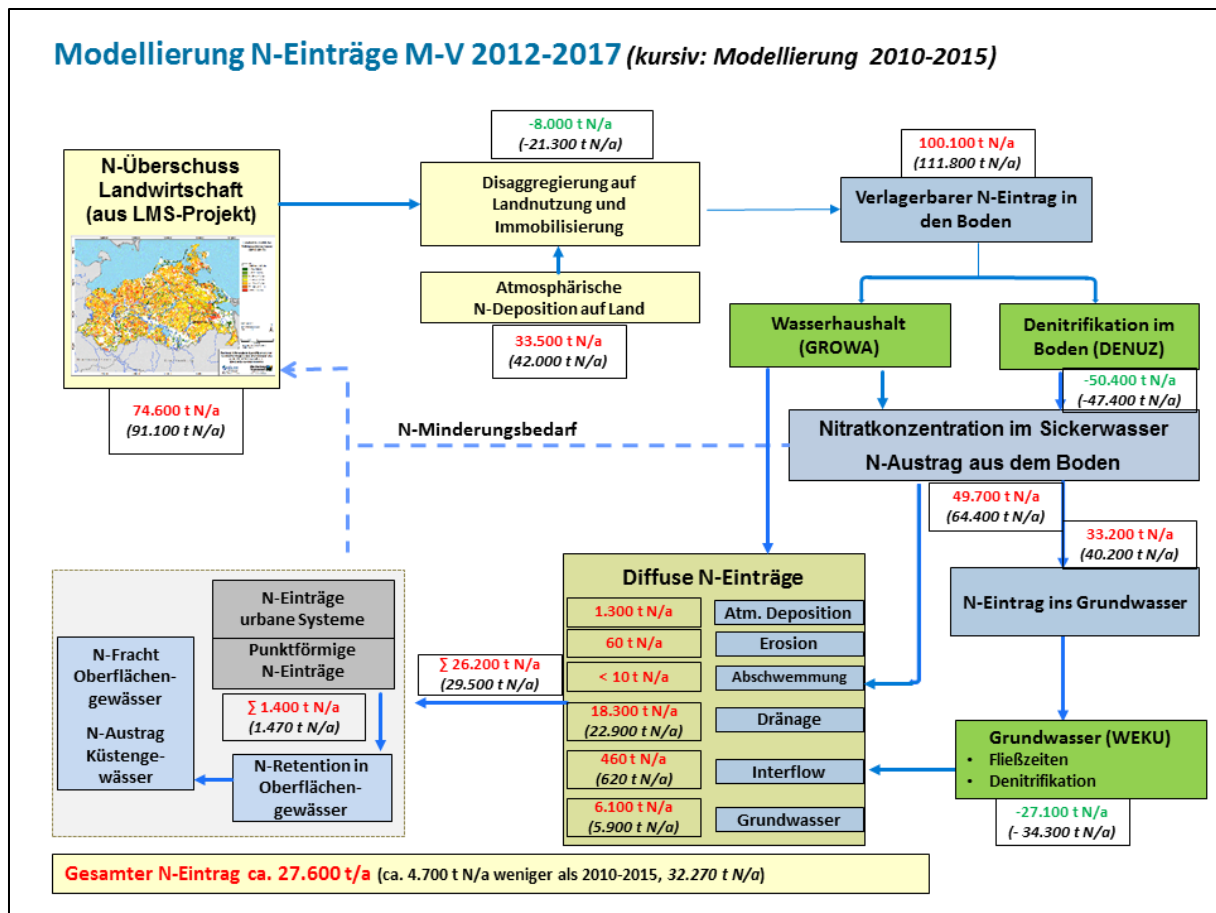 Modellierung N-Einträge M-V 2012-2017 (kursiv: Modellierung 2010-2015)
N-Überschuss
Landwirtschaft
(aus LMS-Projekt)
74.600 t N/a
(91.100 t N/a)
-8.000 t N/a
(-21.300 t N/a)
Disaggregierung auf
Landnutzung und
Immobilisierung
Atmosphärische
N-Deposition auf Land
33.500 t N/a
(42.000 t N/a)
100.100 t N/a
(111.800 t N/a)
Verlagerbarer N-Eintrag in
den Boden
Wasserhaushalt
(GROWA)
Denitrifikation im
Boden (DENUZ)
-50.400 t N/a
(-47.400 t N/a)
N-Minderungsbedarf
Nitratkonzentration im Sickerwasser
N-Austrag aus dem Boden
49.700 t N/a
(64.400 t N/a)
33.200 t N/a
(40.200 t N/a)
N-Eintrag ins Grundwasser
Grundwasser (WEKU)
• Fließzeiten
• Denitrifikation
-27.100 t N/a
(- 34.300 t N/a)
Diffuse N-Einträge
1.300 t N/a Atm. Deposition
60 t N/a Erosion
< 10 t N/a Abschwemmung
18.300 t N/a
(22.900 t N/a) Dränage
460 t N/a
(620 t N/a) Interflow
6.100 t N/a
(5.900 t N/a) Grundwasser
∑ 26.200 t N/a
(29.500 t N/a)
N-Einträge
urbane Systeme
Punktförmige
N-Einträge
∑ 1.400 t N/a
(1.470 t N/a)
N-Retention in
Oberflächen-
gewässer
N-Fracht
Oberflächen-
gewässer
N-Austrag
Küstenge-
wässer
Gesamter N-Eintrag ca. 27.600 t/a (ca. 4.700 t N/a weniger als 2010-2015, 32.270 t N/a)